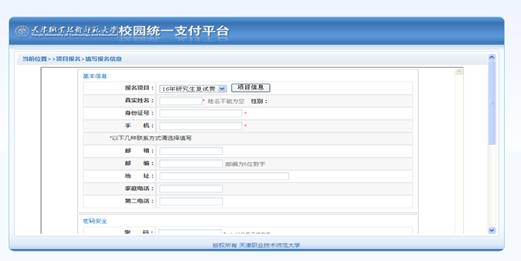 天津职业技术师范大学校园统一支付平台
当前位置>>项目报名>填写报名信息
基本信息
报名项目： 16年研究生复试费 项目信息
真实姓名： * 姓名不能为空 性别：
身份证号： *
手 机： *
*以下几种联系方式请选择填写
邮 箱：
邮 编： 邮编为6位数字
地 址：
家庭电话：
第二电话：
密码安全
密 码：
版权所有 天津职业技术师范大学